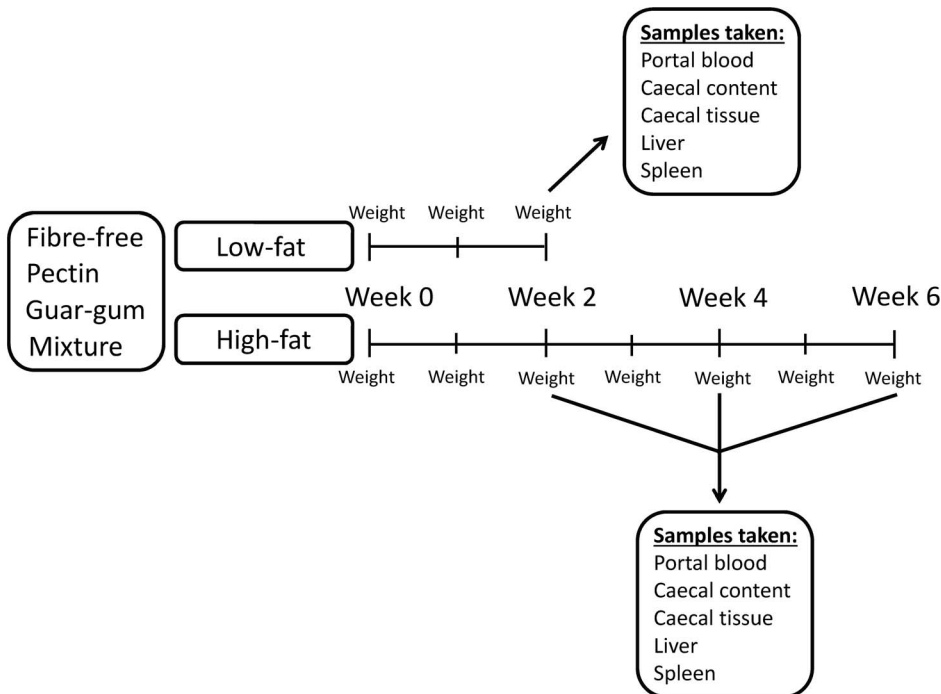 Samples taken:
Portal blood
Caecal content
Caecal tissue
Liver
Spleen
Fibre-free
Pectin
Guar-gum
Mixture
Low-fat
Weight Weight Weight
Week 0 Week 2 Week 4 Week 6
High-fat
Weight Weight Weight Weight Weight Weight Weight
Samples taken:
Portal blood
Caecal content
Caecal tissue
Liver
Spleen